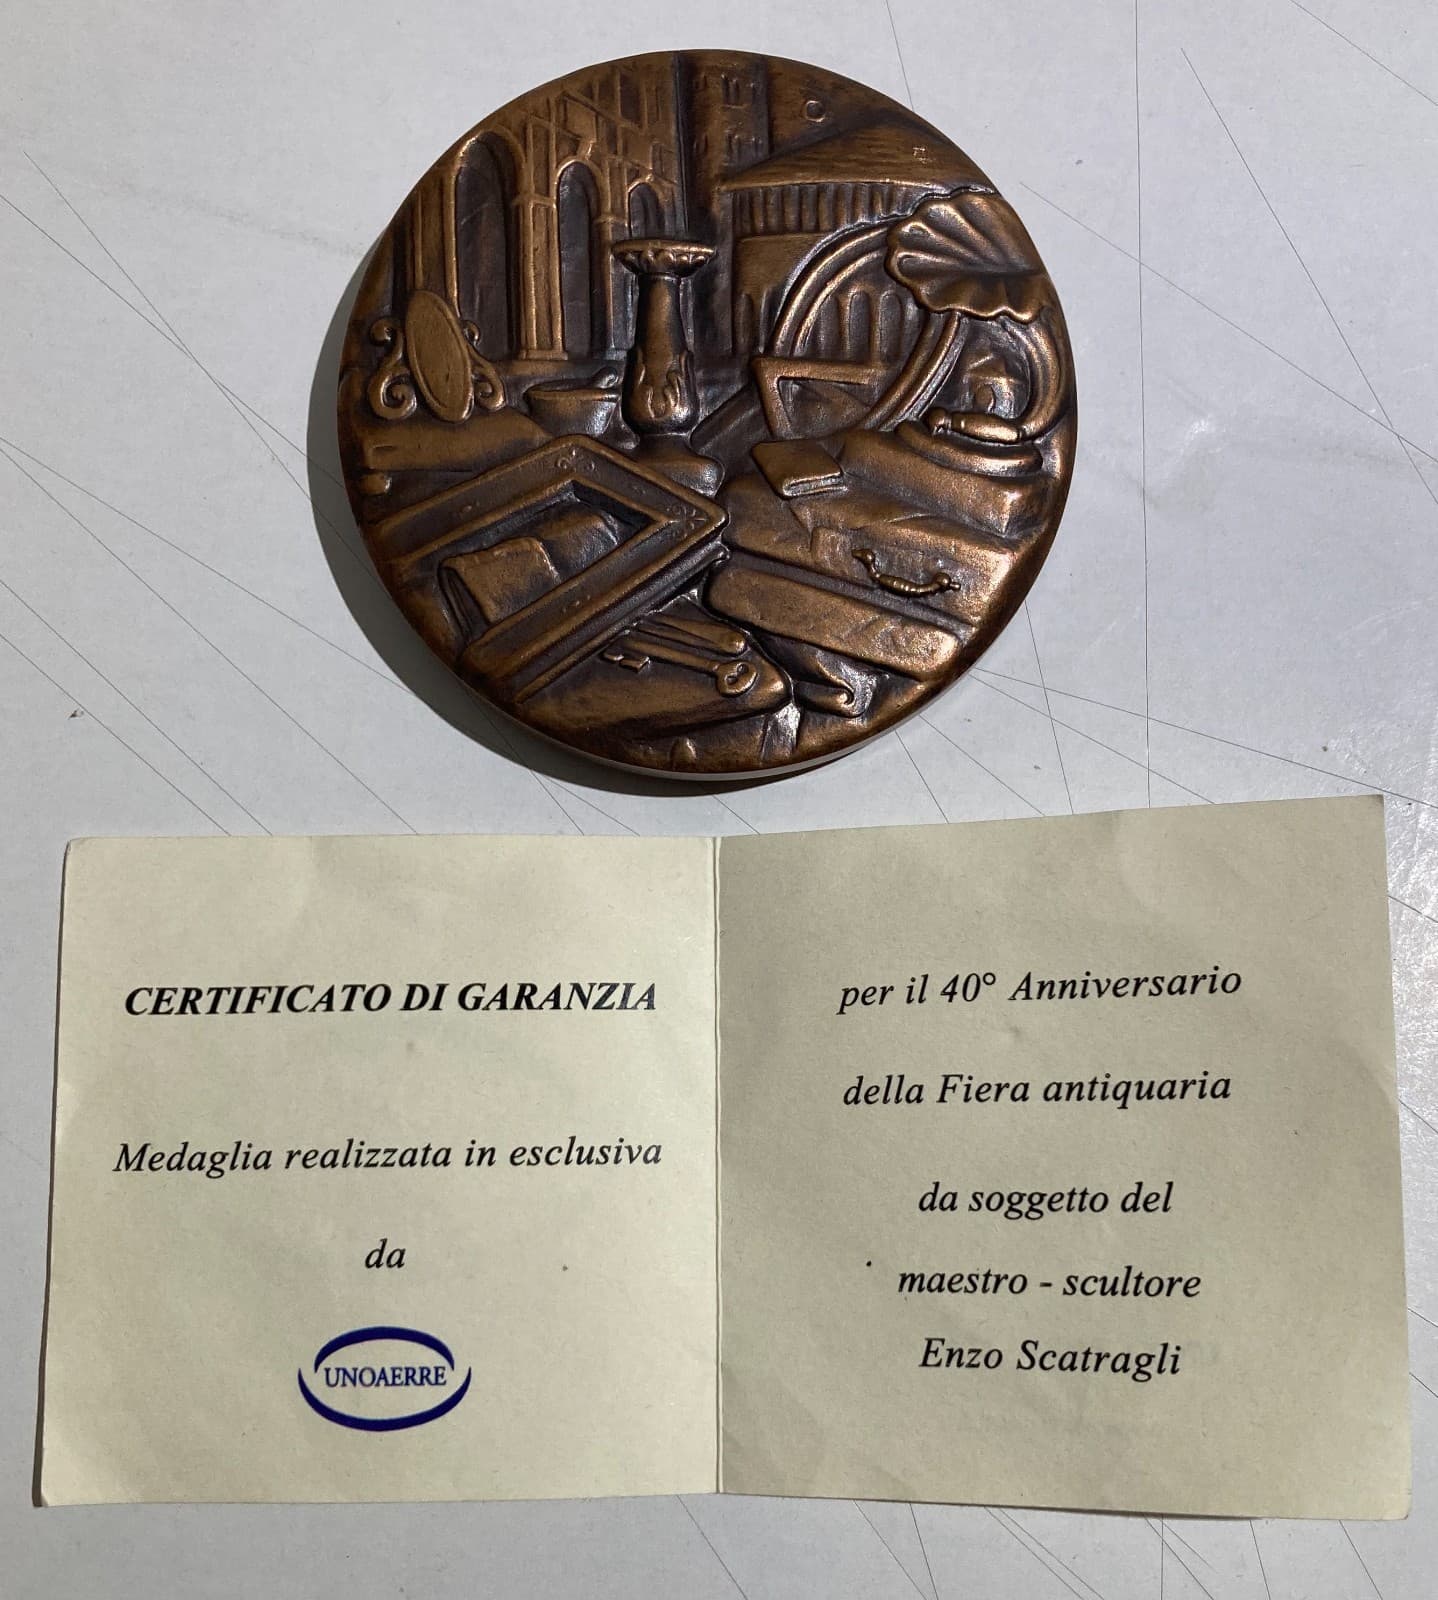 CERTIFICATO DI GARANZIA
Medaglia realizzata in esclusiva
da
UNOAERRE
per il 40° Anniversario
della Fiera antiquaria
da soggetto del
maestro - scultore
Enzo Scatragli